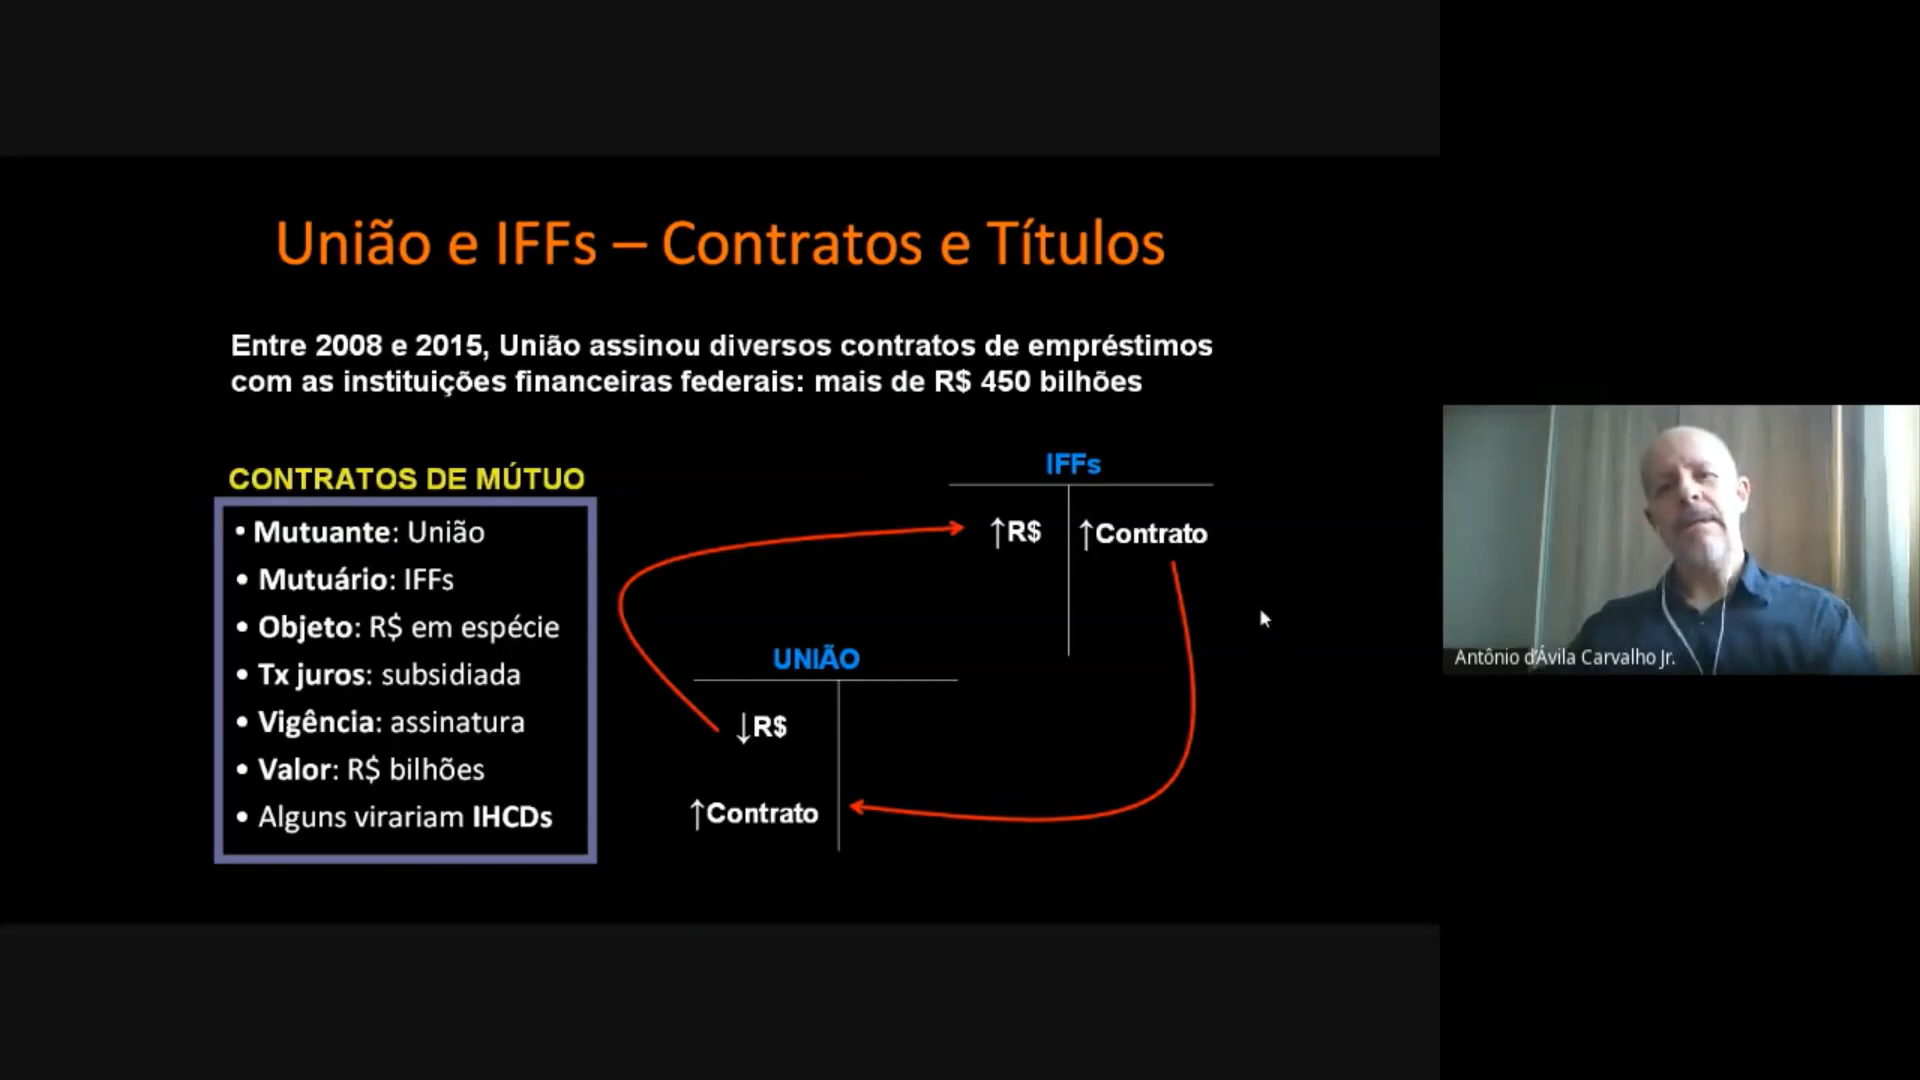 União e IFFs – Contratos e Títulos
Entre 2008 e 2015, União assinou diversos contratos de empréstimos
com as instituições financeiras federais: mais de R$ 450 bilhões
CONTRATOS DE MÚTUO
• Mutuante: União
• Mutuário: IFFs
• Objeto: R$ em espécie
• Tx juros: subsidiada
• Vigência: assinatura
• Valor: R$ bilhões
• Alguns virariam IHCDs
IFFs
↑R$ ↑Contrato
UNIÃO
↓R$
↑Contrato
Antônio d'Ávila Carvalho Jr.